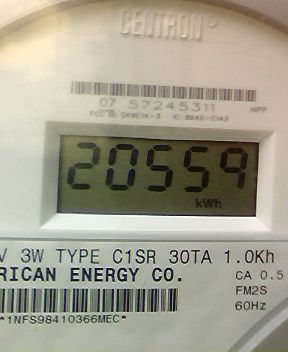 CENTRON®
07 57245311 HPP
20559
kWh
V 3W TYPE C1SR 30TA 1.0Kh
RICAN ENERGY CO.
CA 0.5
FM2S
60Hz
*1NFS98410366MEC*